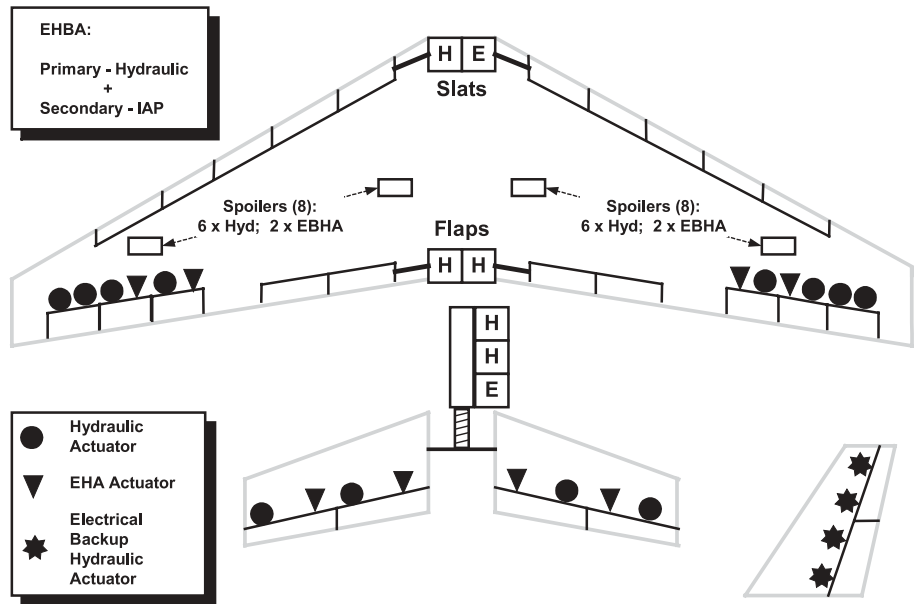 EHBA:
Primary - Hydraulic
+
Secondary - IAP
H E
Slats
Spoilers (8):
6 x Hyd; 2 x EBHA
Spoilers (8):
6 x Hyd; 2 x EBHA
Flaps
H H
H
H
E
Hydraulic
Actuator
EHA Actuator
Electrical
Backup
Hydraulic
Actuator